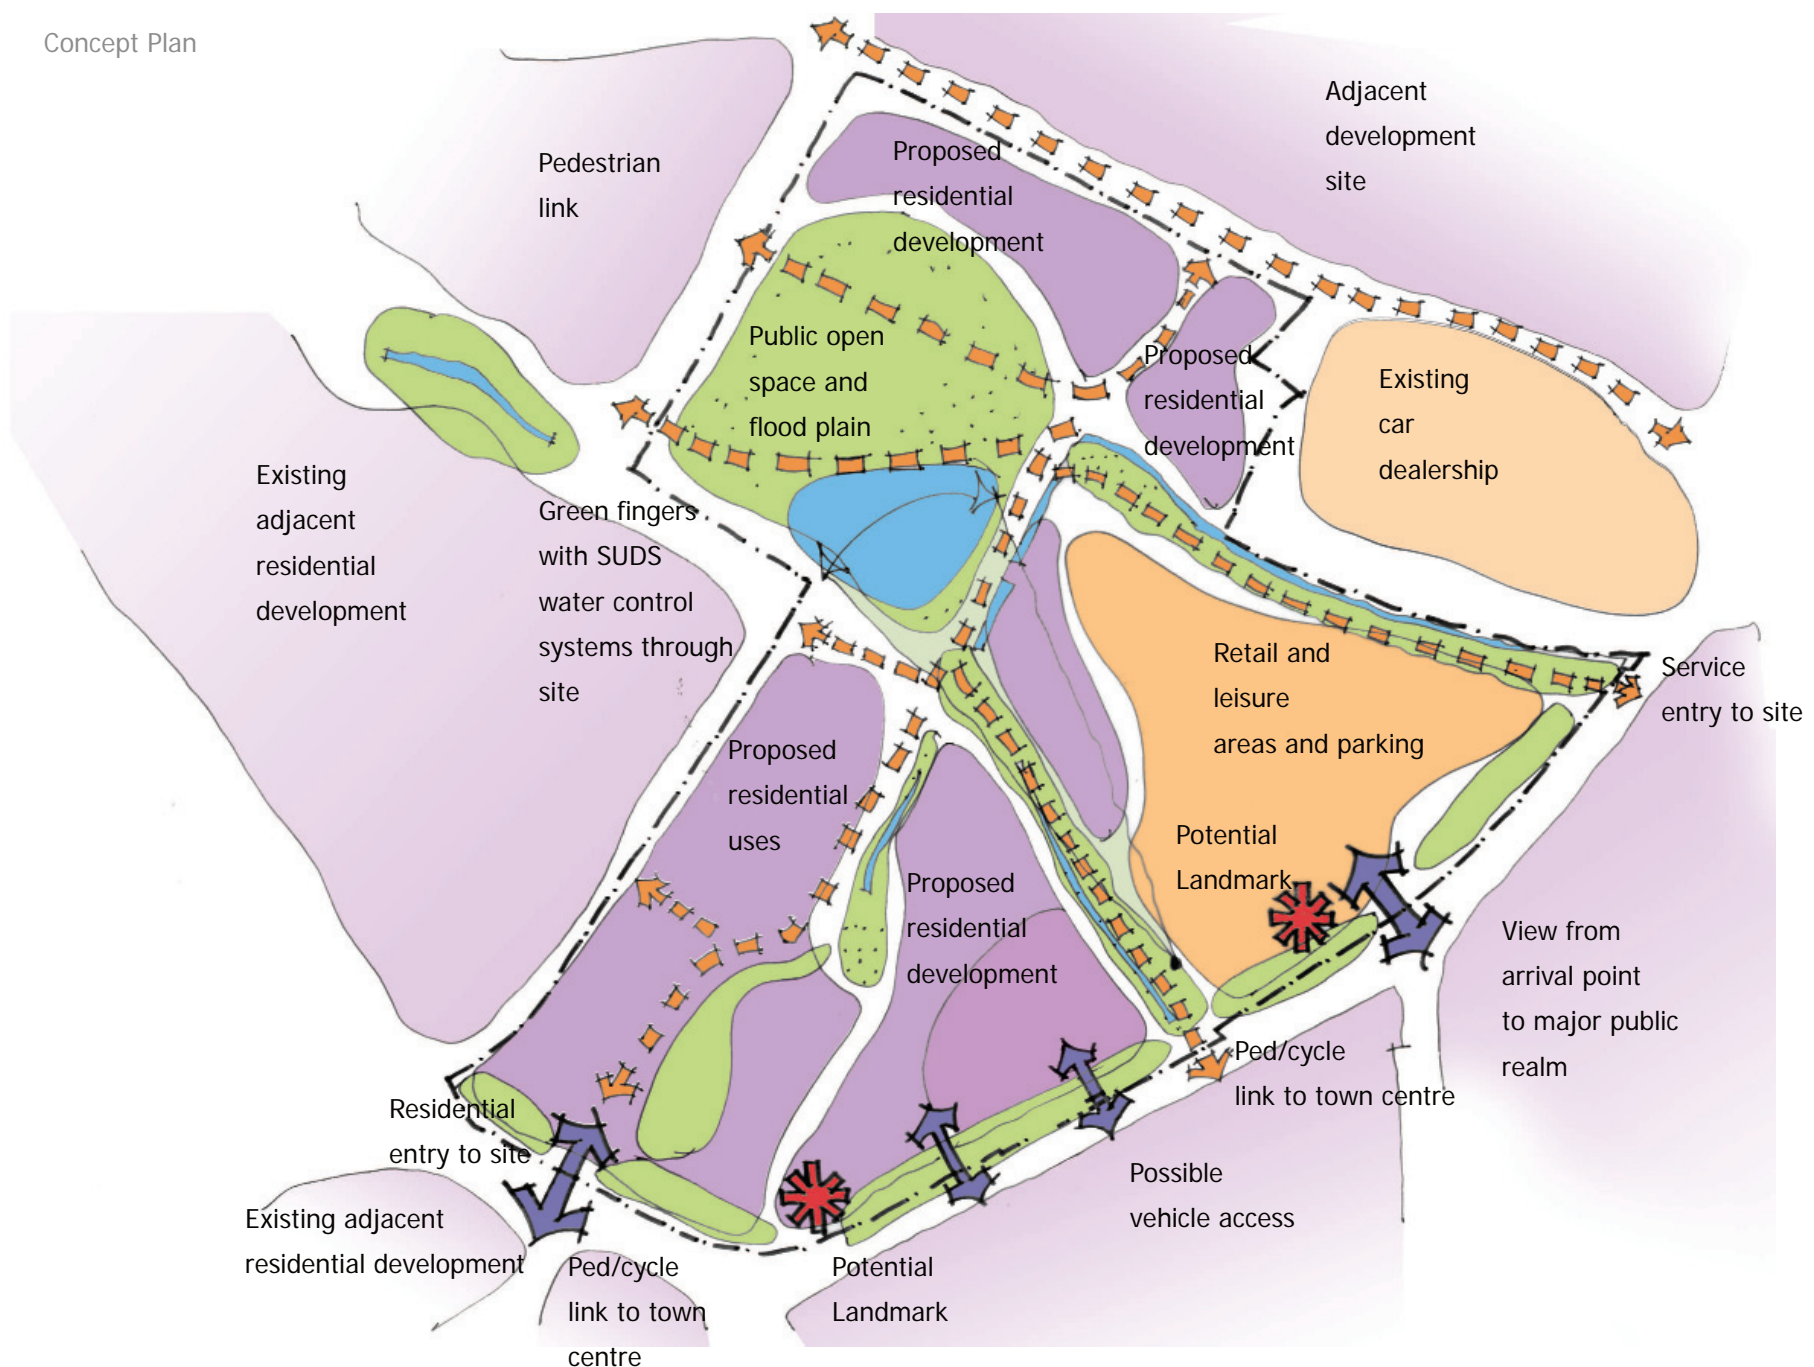 Concept Plan
Adjacent
development
site
Pedestrian
link
Proposed
residential
development
Public open
space and
flood plain
Proposed
residential
development
Existing
car
dealership
Existing
adjacent
residential
development
Green fingers
with SUDS
water control
systems through
site
Retail and
leisure
areas and parking
Service
entry to site
Proposed
residential
uses
Potential
Landmark
Proposed
residential
development
View from
arrival point
to major public
realm
Ped/cycle
link to town centre
Residential
entry to site
Possible
vehicle access
Existing adjacent
residential development
Ped/cycle
link to town
centre
Potential
Landmark